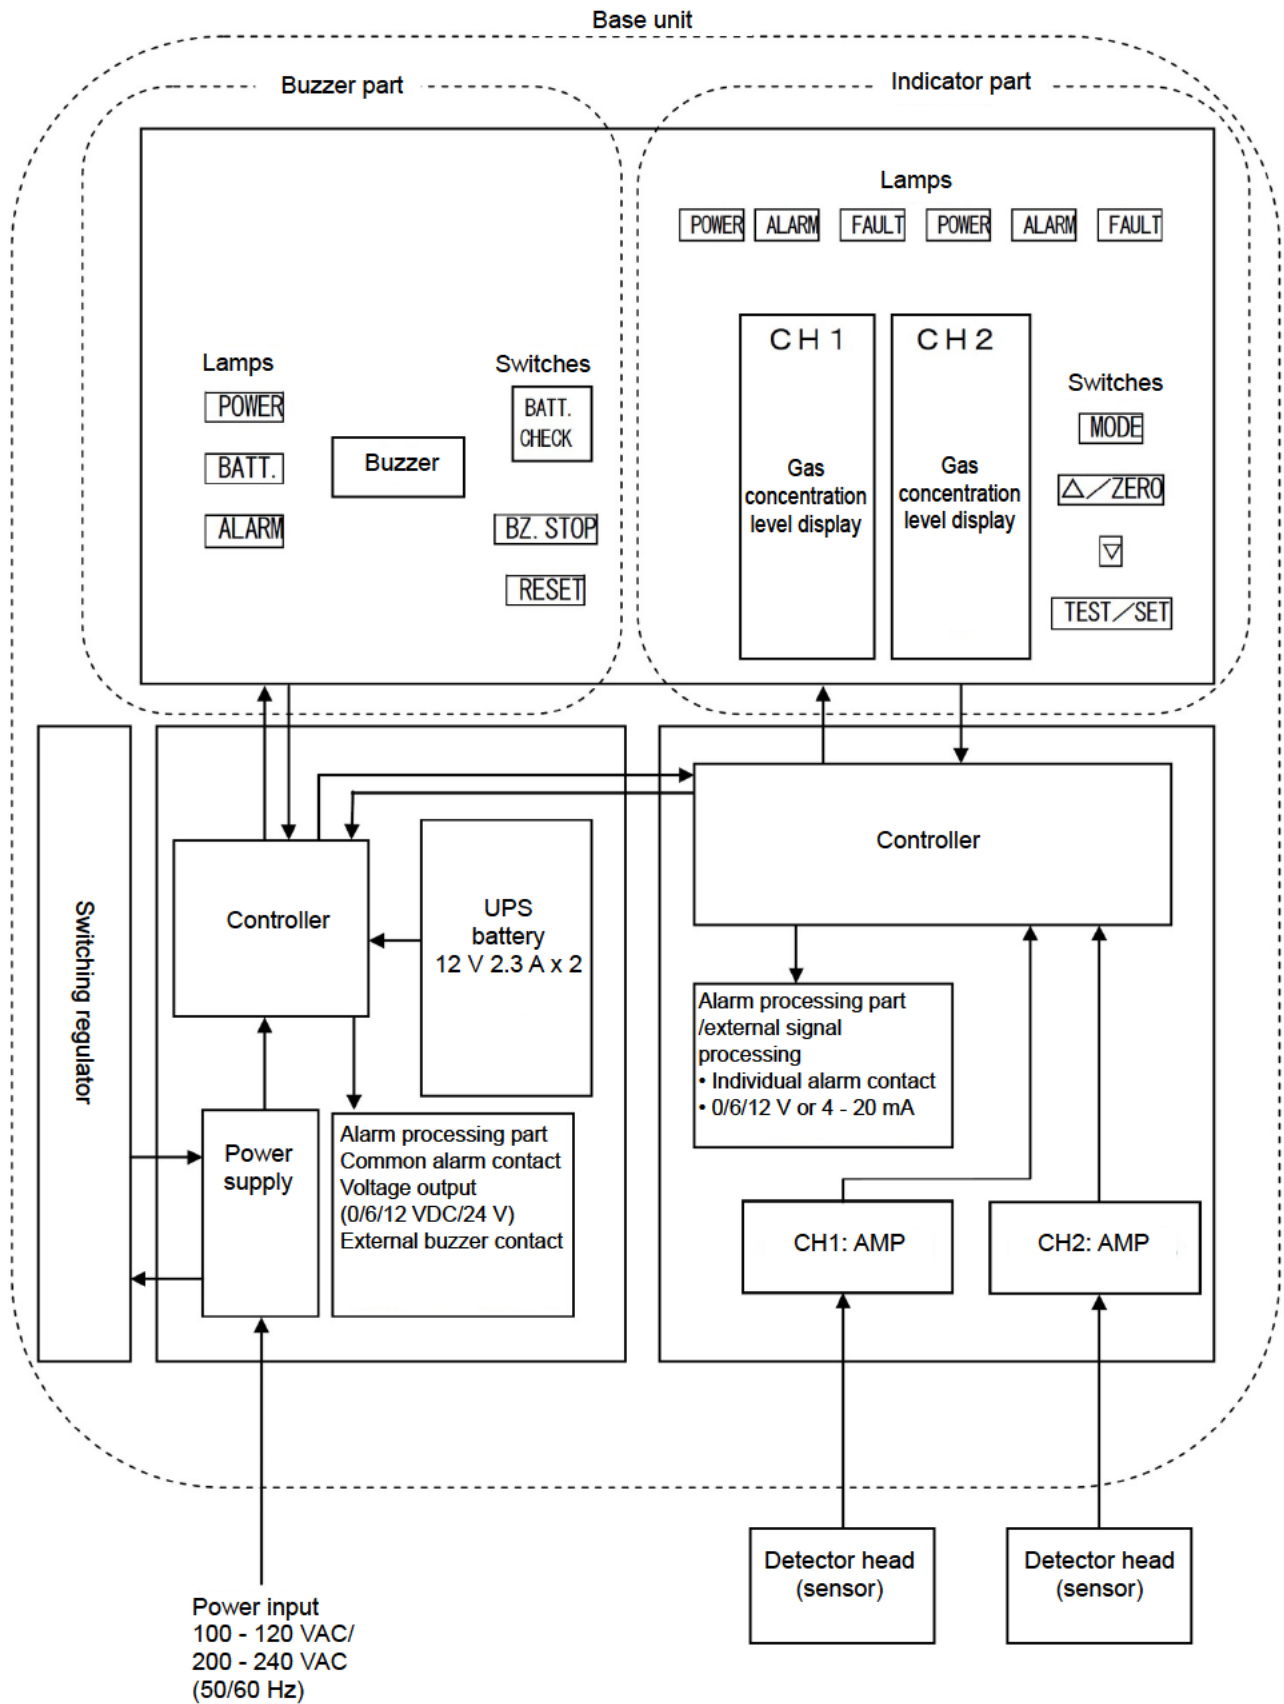 Base unit
Buzzer part
Indicator part
Lamps
POWER ALARM FAULT POWER ALARM FAULT
CH1
Gas
concentration
level display
CH2
Gas
concentration
level display
Switches
MODE
△/ZERO
▽
TEST/SET
Lamps
POWER
BATT.
ALARM
Buzzer
Switches
BATT.
CHECK
BZ. STOP
RESET
Switching regulator
Controller
UPS
battery
12 V 2.3 A x 2
Power
supply
Alarm processing part
Common alarm contact
Voltage output
(0/6/12 VDC/24 V)
External buzzer contact
Controller
Alarm processing part
/external signal
processing
• Individual alarm contact
• 0/6/12 V or 4 - 20 mA
CH1: AMP
CH2: AMP
Detector head
(sensor)
Detector head
(sensor)
Power input
100 - 120 VAC/
200 - 240 VAC
(50/60 Hz)